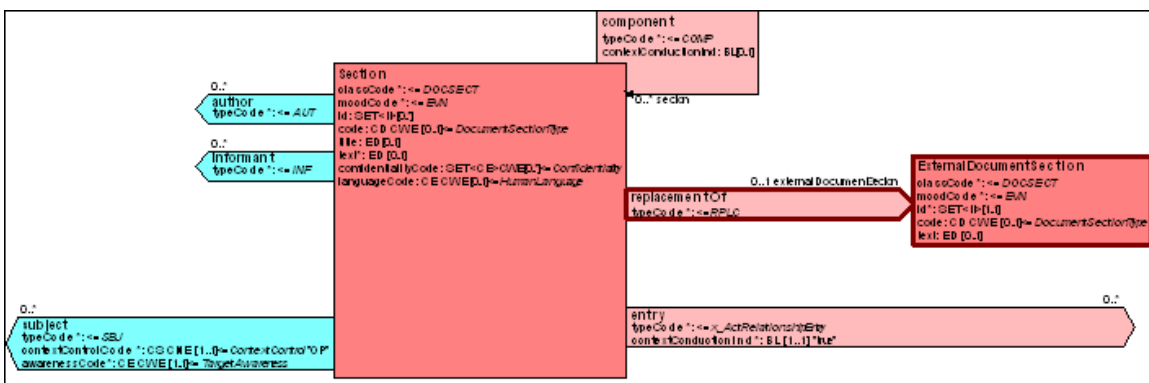 component
typeCode*: <= COMP
contextConductionInd: BL[0..1]
0..* section
Section
classCode*: <= DOCSECT
moodCode*: <= EVN
id: SET<II>[0..*]
code: CD CWE [0..1]<= DocumentSectionType
title: ED [0..1]
text*: ED [0..1]
confidentialityCode: SET<CE>CWE[0..*]<= Confidentiality
languageCode: CE CWE[0..1]<= HumanLanguage
0..*
author
typeCode*: <= AUT
0..*
informant
typeCode*: <= INF
0..1 externalDocumentSection
replacementOf
typeCode*: <= RPLC
ExternalDocumentSection
classCode*: <= DOCSECT
moodCode*: <= EVN
id*: SET<II>[1..1]
code: CD CWE [0..1]<= DocumentSectionType
text: ED [0..1]
0..*
subject
typeCode*: <= SBJ
contextControlCode*: CS CNE [1..1]<= ContextControl "OP"
awarenessCode*: CE CWE [1..1]<= TargetAwareness
0..*
entry
typeCode*: <= x_ActRelationshipEntry
contextConductionInd*: BL [1..1] "true"